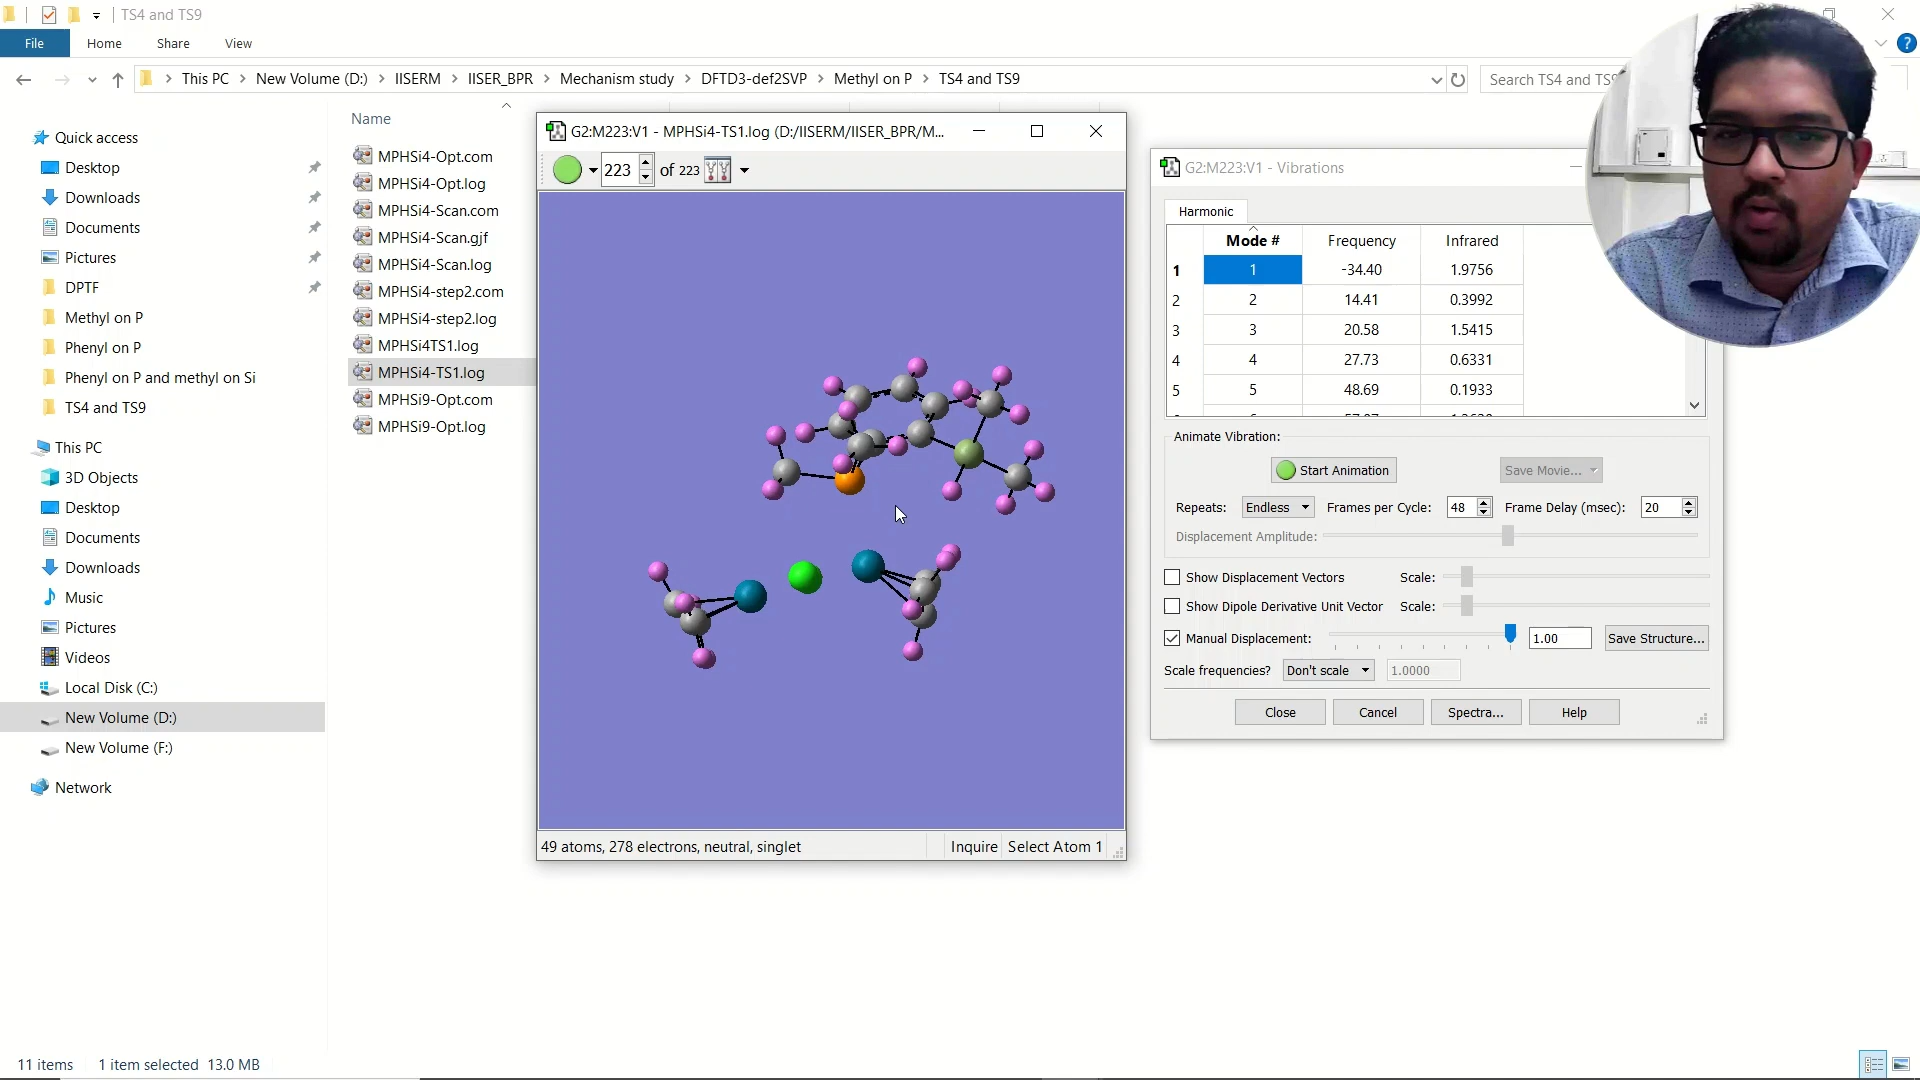 TS4 and TS9
File
Home
Share
View
This PC
New Volume (D:)
IISERM
IISER_BPR
Mechanism study
DFTD3-def2SVP
Methyl on P
TS4 and TS9
Search TS4 and TS9
Quick access
Desktop
Downloads
Documents
Pictures
DPTF
Methyl on P
Phenyl on P
Phenyl on P and methyl on Si
TS4 and TS9
This PC
3D Objects
Desktop
Documents
Downloads
Music
Pictures
Videos
Local Disk (C:)
New Volume (D:)
New Volume (F:)
Network
Name
MPHSi4-Opt.com
MPHSi4-Opt.log
MPHSi4-Scan.com
MPHSi4-Scan.gjf
MPHSi4-Scan.log
MPHSi4-step2.com
MPHSi4-step2.log
MPHSi4TS1.log
MPHSi4-TS1.log
MPHSi9-Opt.com
MPHSi9-Opt.log
G2:M223:V1 - MPHSi4-TS1.log (D:/IISERM/IISER_BPR/M...
223 of 223
49 atoms, 278 electrons, neutral, singlet
Inquire
Select Atom 1
G2:M223:V1 - Vibrations
Harmonic
Mode # Frequency Infrared
1 1 -34.40 1.9756
2 2 14.41 0.3992
3 3 20.58 1.5415
4 4 27.73 0.6331
5 5 48.69 0.1933
Animate Vibration:
Start Animation
Save Movie...
Repeats: Endless Frames per Cycle: 48 Frame Delay (msec): 20
Displacement Amplitude:
Show Displacement Vectors Scale:
Show Dipole Derivative Unit Vector Scale:
Manual Displacement: 1.00 Save Structure...
Scale frequencies? Don't scale 1.0000
Close
Cancel
Spectra...
Help
11 items 1 item selected 13.0 MB